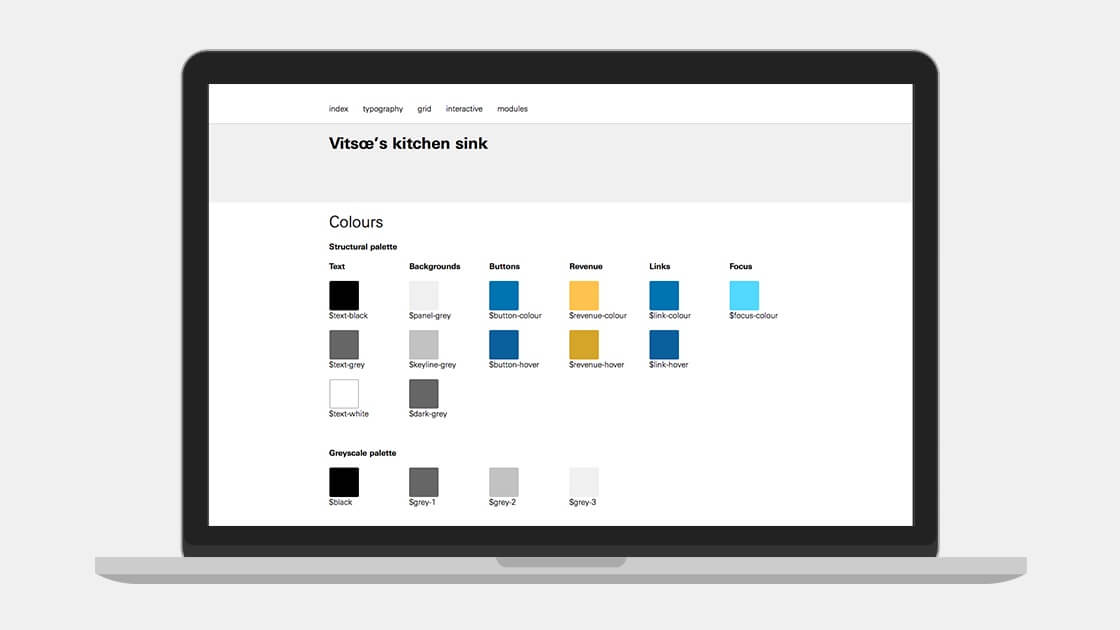 index typography grid interactive modules
Vitsœ’s kitchen sink
Colours
Structural palette
Text Backgrounds Buttons Revenue Links Focus
$text-black $panel-grey $button-colour $revenue-colour $link-colour $focus-colour
$text-grey $keyline-grey $button-hover $revenue-hover $link-hover
$text-white $dark-grey
Greyscale palette
$black $grey-1 $grey-2 $grey-3